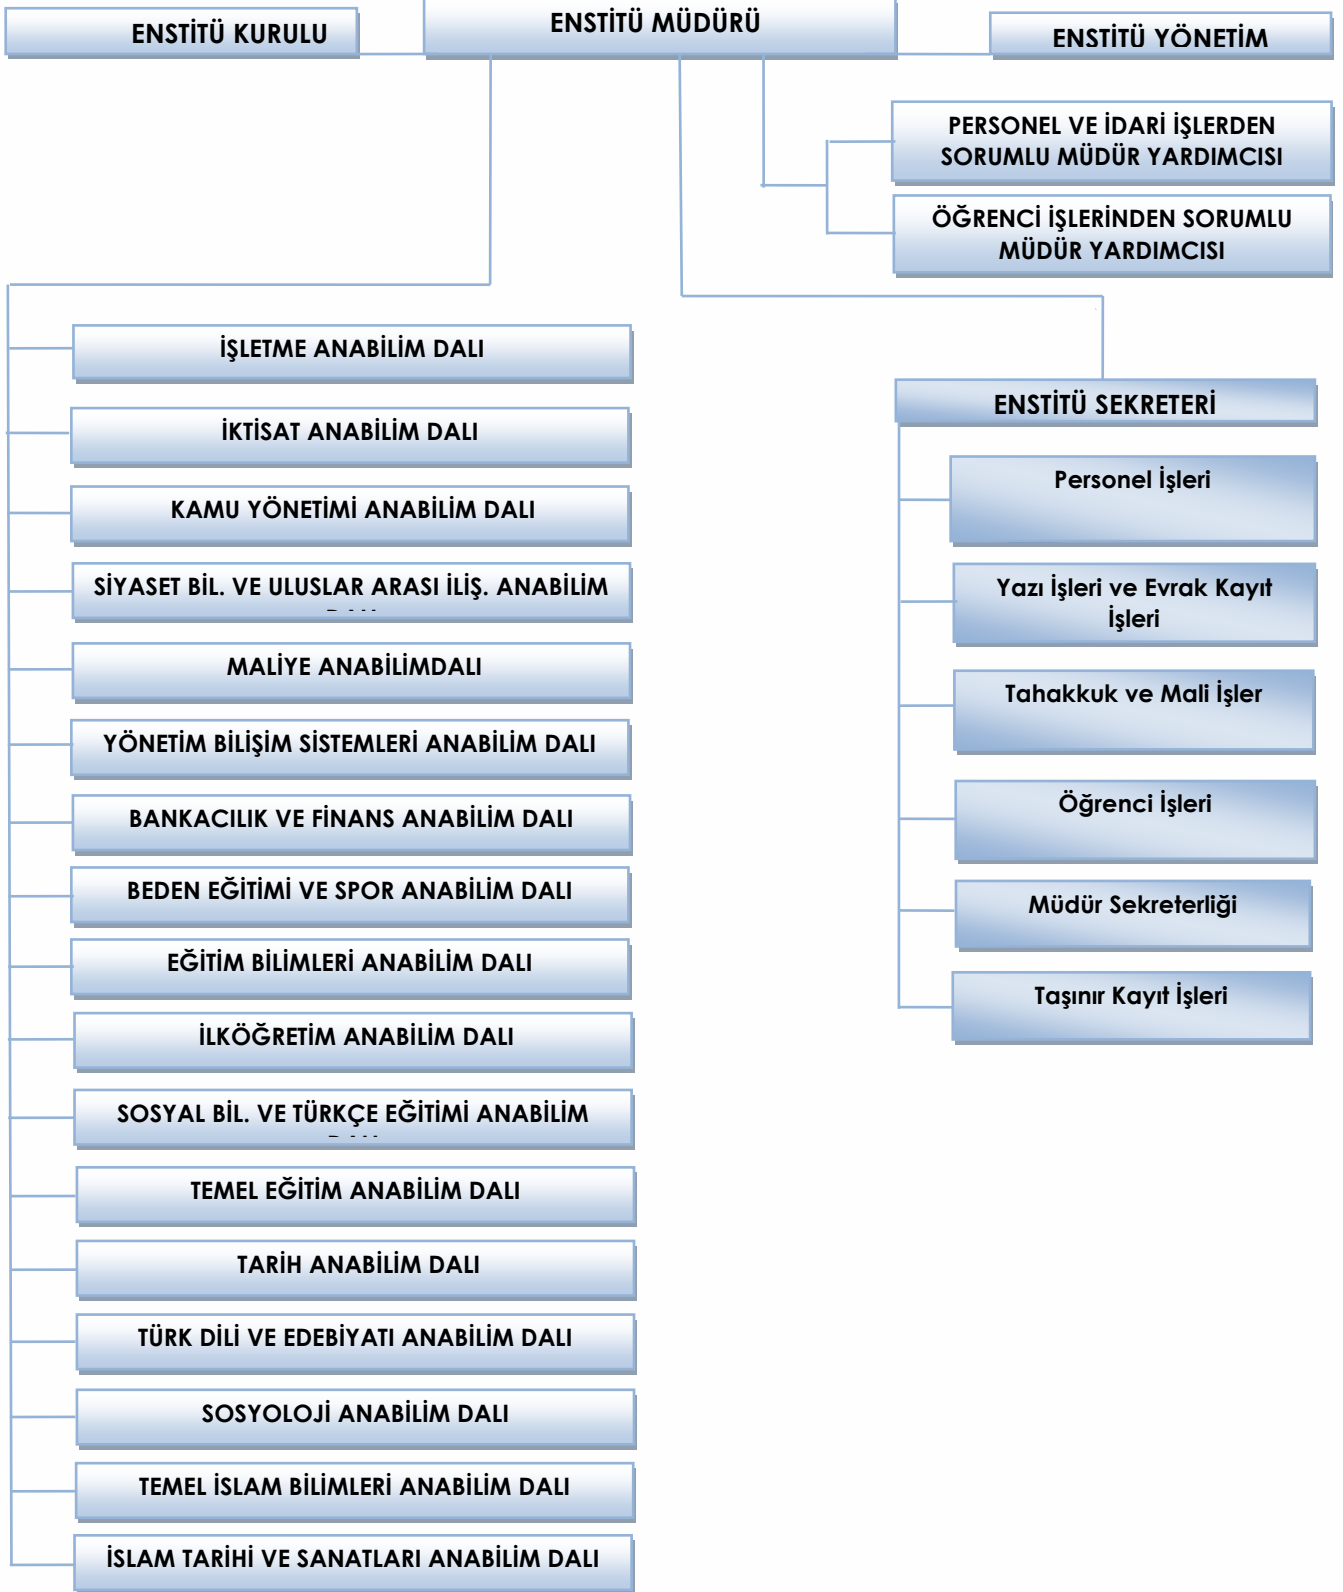 ENSTİTÜ KURULU
ENSTİTÜ MÜDÜRÜ
ENSTİTÜ YÖNETİM
PERSONEL VE İDARİ İŞLERDEN
SORUMLU MÜDÜR YARDIMCISI
ÖĞRENCİ İŞLERİNDEN SORUMLU
MÜDÜR YARDIMCISI
İŞLETME ANABİLİM DALI
İKTİSAT ANABİLİM DALI
KAMU YÖNETİMİ ANABİLİM DALI
SİYASET BİL. VE ULUSLAR ARASI İLİŞ. ANABİLİM
MALİYE ANABİLİMDALI
YÖNETİM BİLİŞİM SİSTEMLERİ ANABİLİM DALI
BANKACILIK VE FİNANS ANABİLİM DALI
BEDEN EĞİTİMİ VE SPOR ANABİLİM DALI
EĞİTİM BİLİMLERİ ANABİLİM DALI
İLKÖĞRETİM ANABİLİM DALI
SOSYAL BİL. VE TÜRKÇE EĞİTİMİ ANABİLİM
TEMEL EĞİTİM ANABİLİM DALI
TARİH ANABİLİM DALI
TÜRK DİLİ VE EDEBİYATI ANABİLİM DALI
SOSYOLOJİ ANABİLİM DALI
TEMEL İSLAM BİLİMLERİ ANABİLİM DALI
İSLAM TARİHİ VE SANATLARI ANABİLİM DALI
ENSTİTÜ SEKRETERİ
Personel İşleri
Yazı İşleri ve Evrak Kayıt
İşleri
Tahakkuk ve Mali İşler
Öğrenci İşleri
Müdür Sekreterliği
Taşınır Kayıt İşleri